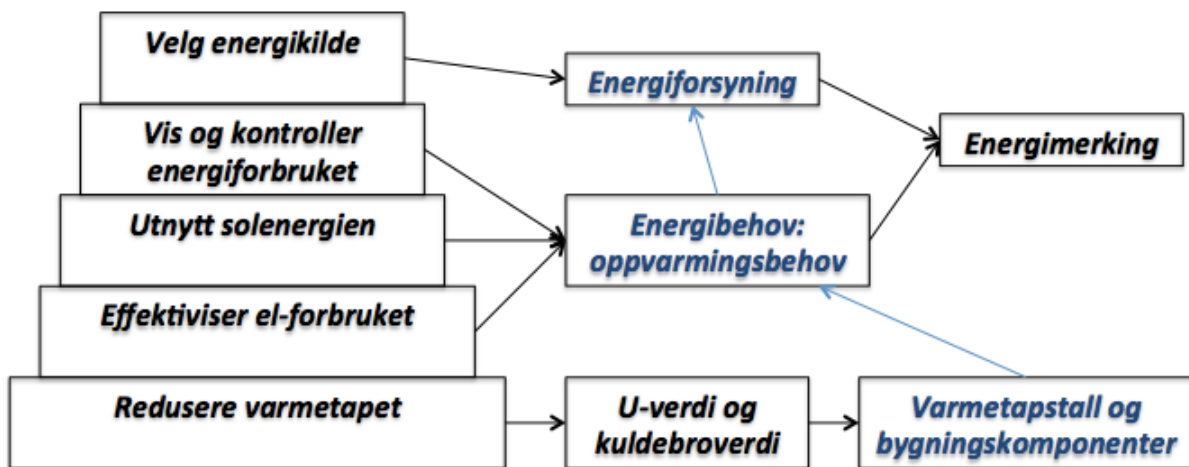 Velg energikilde
Vis og kontroller
energiforbruket
Utnytt solenergien
Effektiviser el-forbruket
Redusere varmetapet
Energiforsyning
Energibehov:
oppvarmingsbehov
U-verdi og
kuldebroverdi
Energimerking
Varmetapstall og
bygningskomponenter